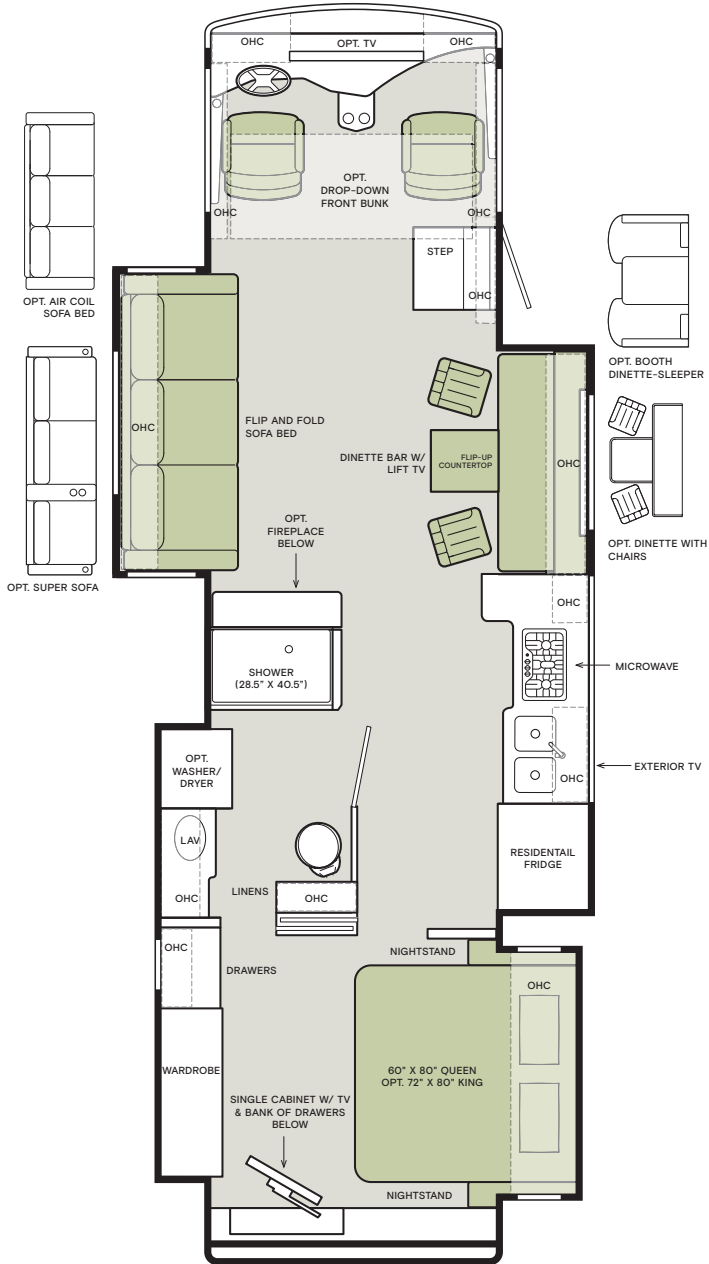 OHC
OPT. TV
OHC
OPT.
DROP-DOWN
FRONT BUNK
OHC
OHC
STEP
OHC
OPT. AIR COIL
SOFA BED
OPT. BOOTH
DINETTE-SLEEPER
OHC
FLIP AND FOLD
SOFA BED
DINETTE BAR W/
LIFT TV
FLIP-UP
COUNTERTOP
OHC
OPT. DINETTE WITH
CHAIRS
OPT.
FIREPLACE
BELOW
OPT. SUPER SOFA
OHC
SHOWER
(28.5" X 40.5")
MICROWAVE
OPT.
WASHER/
DRYER
OHC
EXTERIOR TV
LAV
OHC
RESIDENTAIL
FRIDGE
LINENS
OHC
OHC
DRAWERS
NIGHTSTAND
OHC
WARDROBE
60" X 80" QUEEN
OPT. 72" X 80" KING
SINGLE CABINET W/ TV
& BANK OF DRAWERS
BELOW
NIGHTSTAND